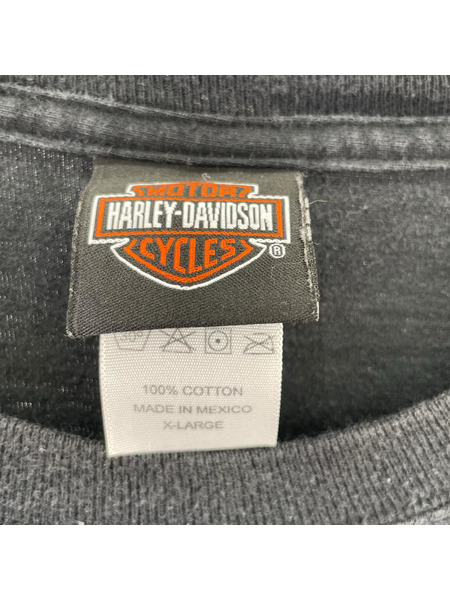 MOTOR
HARLEY-DAVIDSON
CYCLES
®
100% COTTON
MADE IN MEXICO
X-LARGE